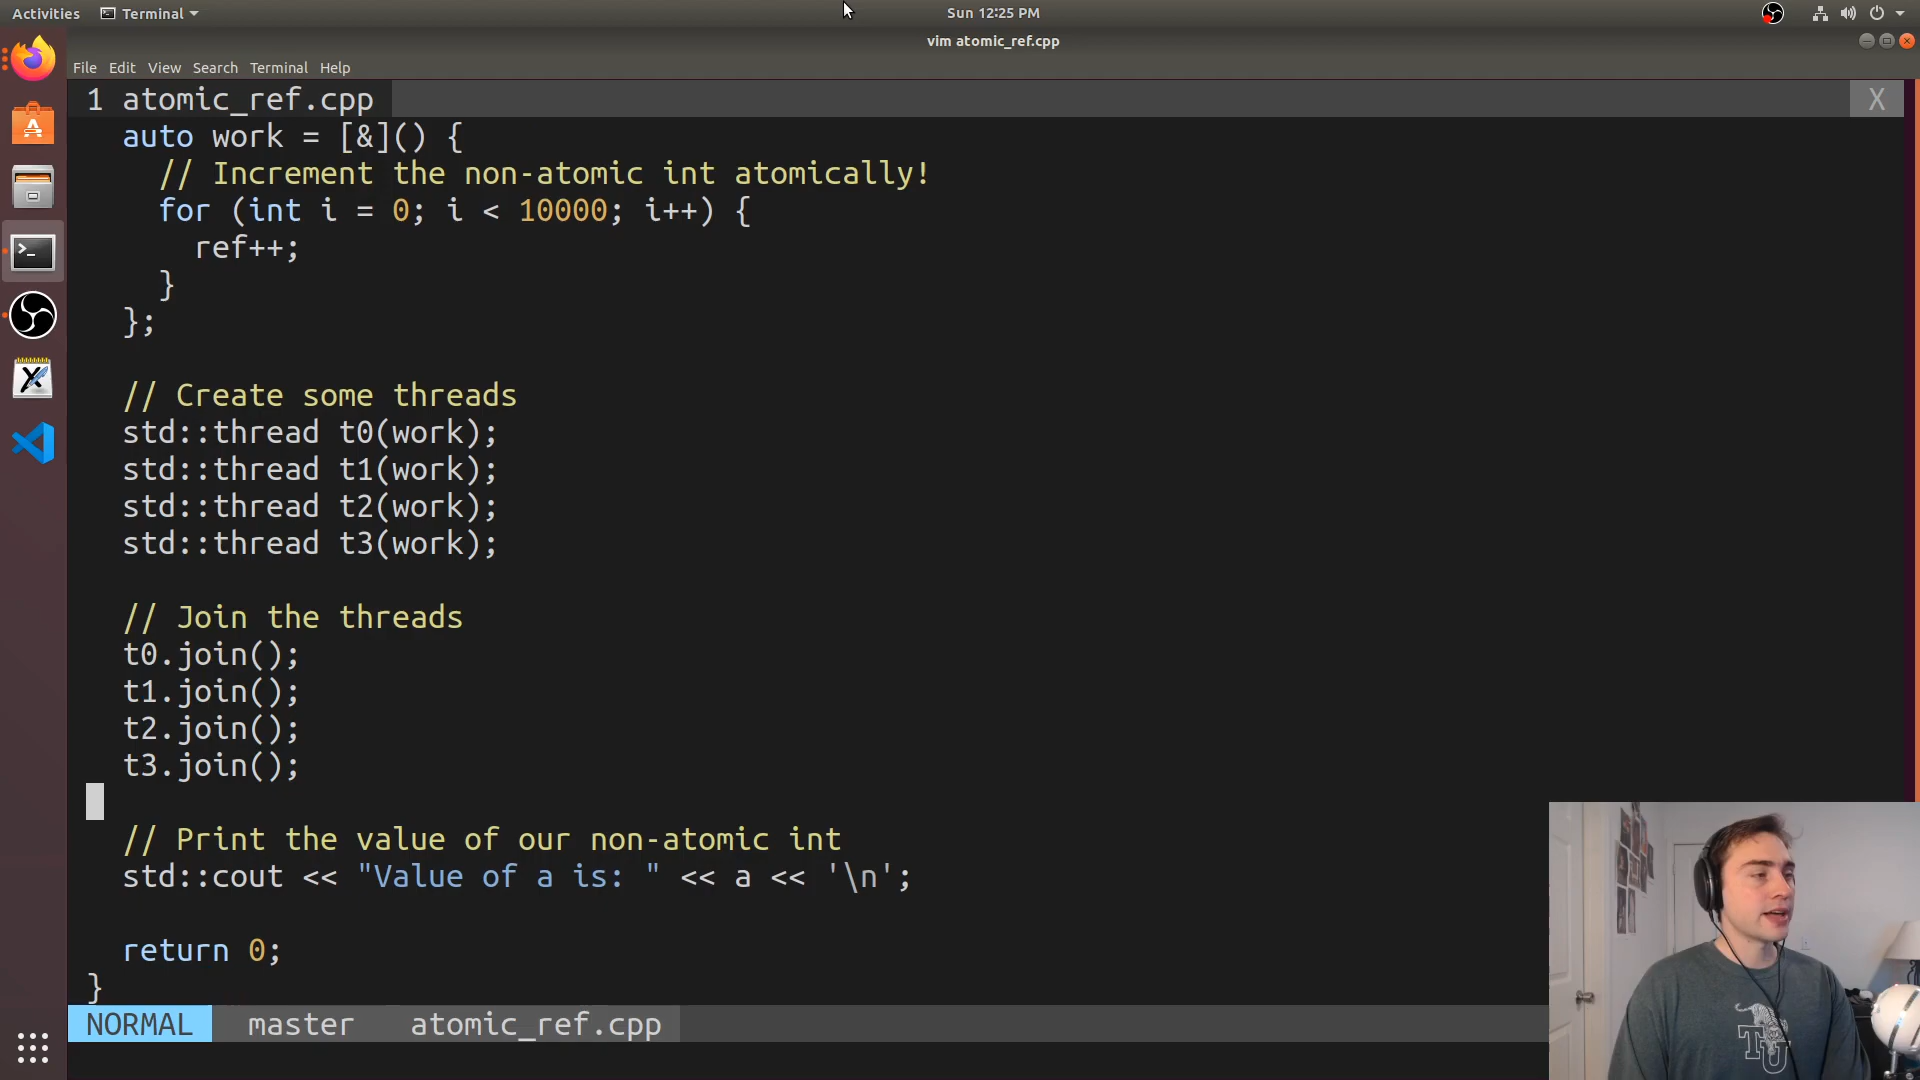 Activities
Terminal
Sun 12:25 PM
vim atomic_ref.cpp
File Edit View Search Terminal Help
1 atomic_ref.cpp X
auto work = [&]() {
// Increment the non-atomic int atomically!
for (int i = 0; i < 10000; i++) {
ref++;
}
};
// Create some threads
std::thread t0(work);
std::thread t1(work);
std::thread t2(work);
std::thread t3(work);
// Join the threads
t0.join();
t1.join();
t2.join();
t3.join();
// Print the value of our non-atomic int
std::cout << "Value of a is: " << a << '\n';
return 0;
}
NORMAL master atomic_ref.cpp
TU